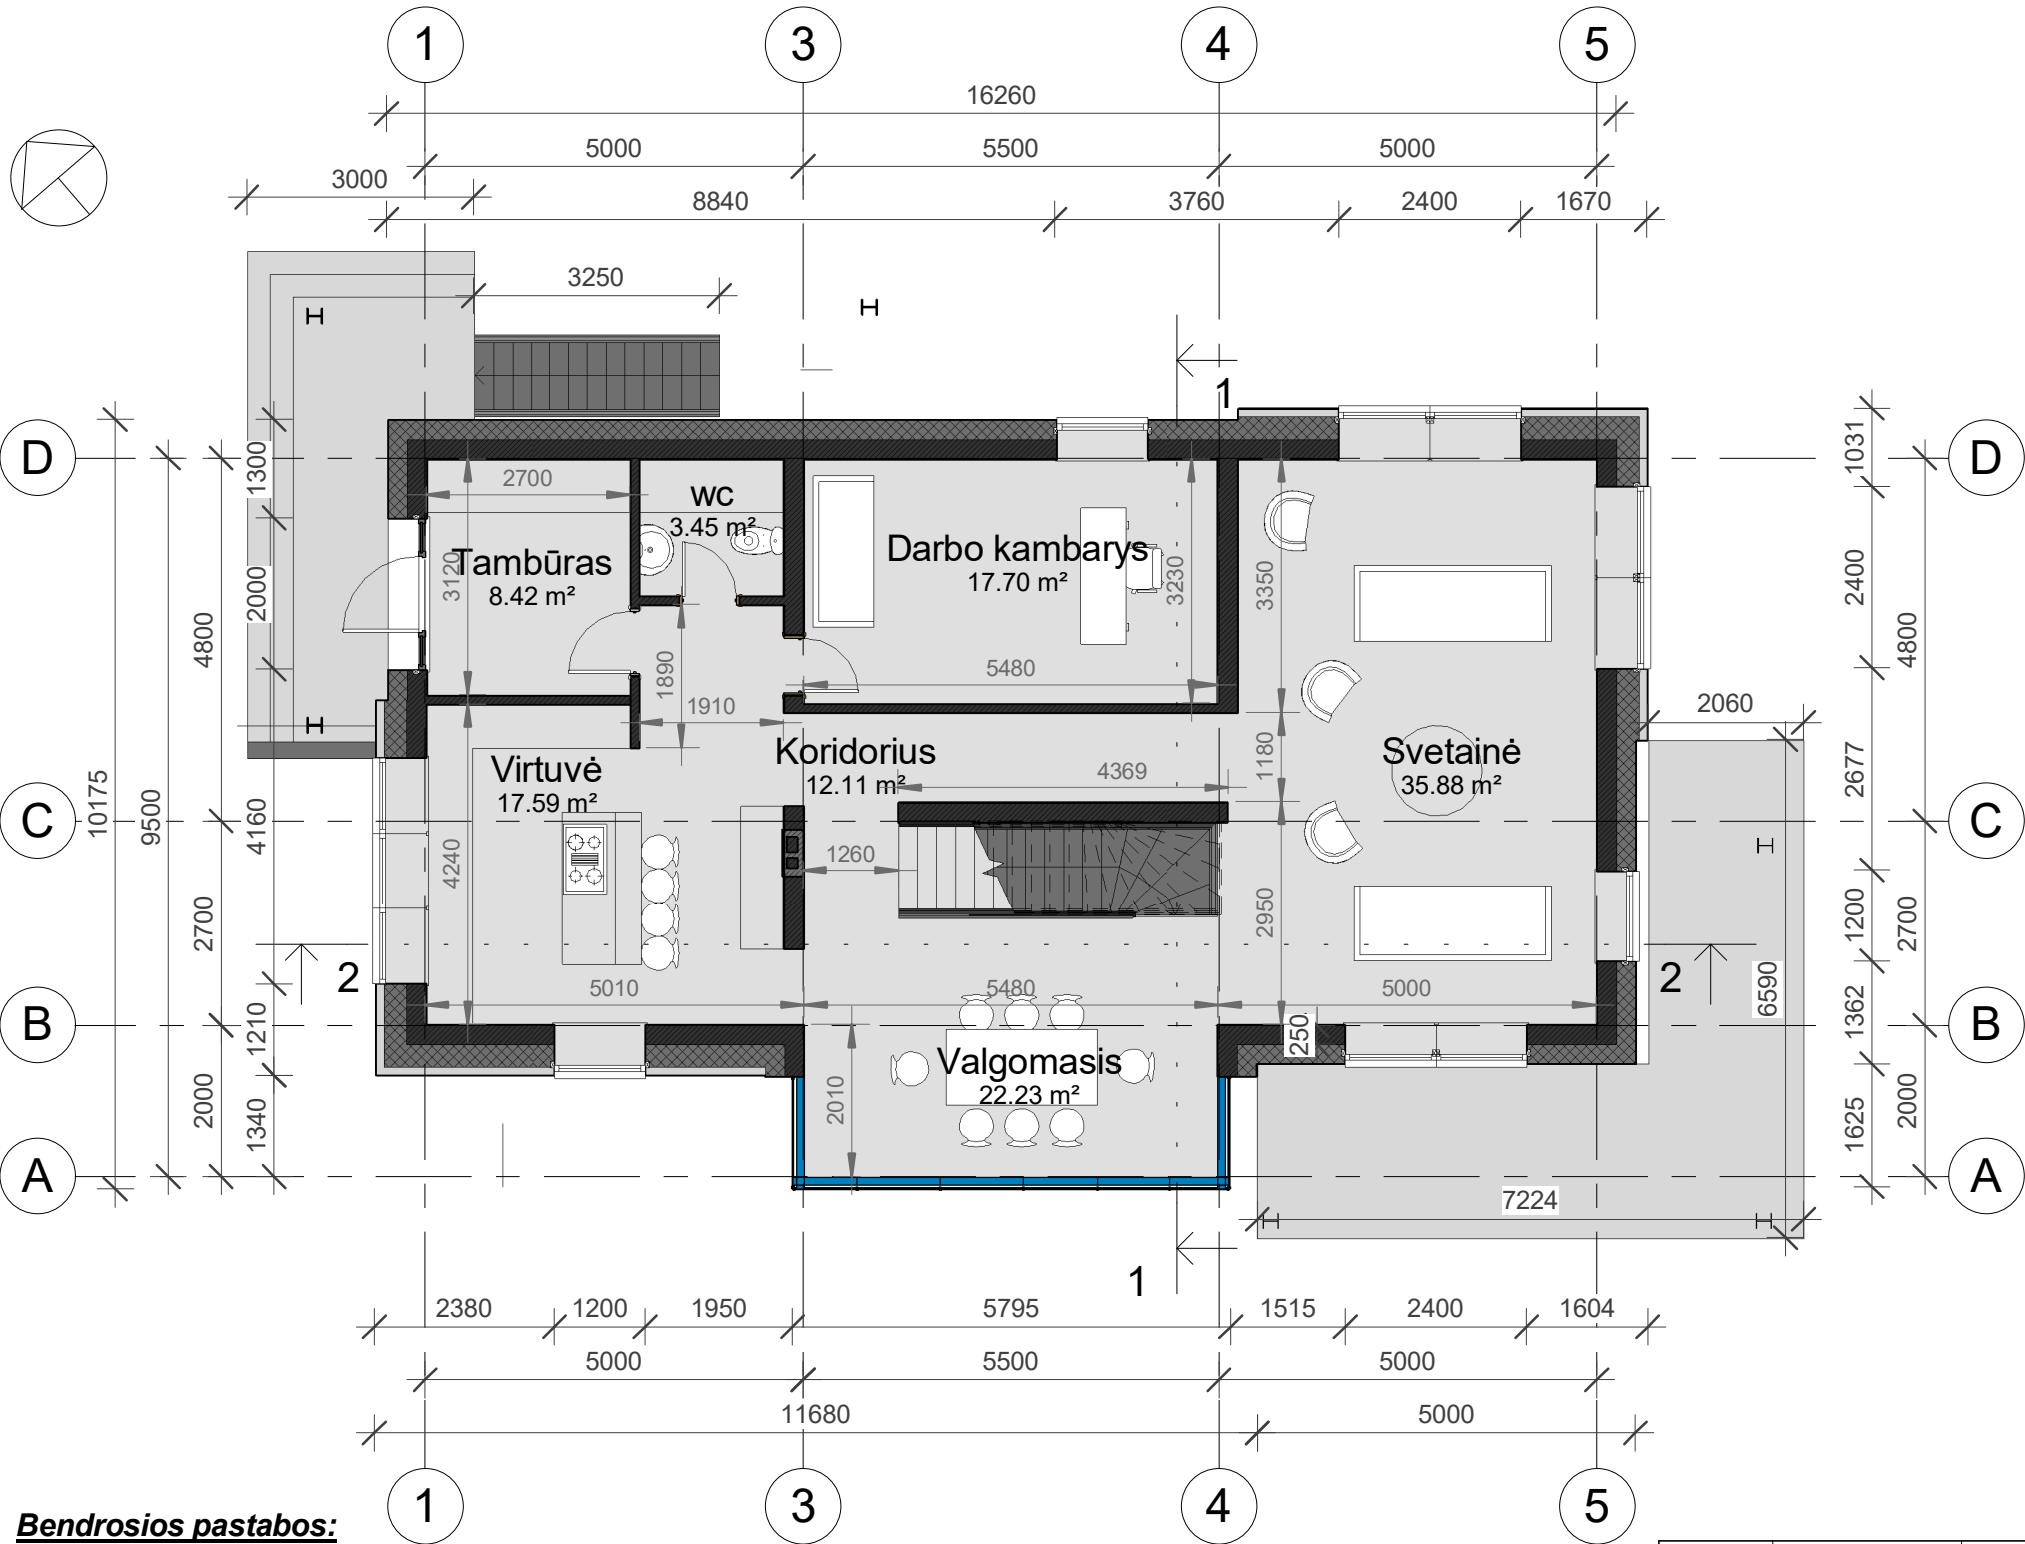 1 3 4 5
16260
5000 5500 5000
3000
8840 3760 2400 1670
3250
H H
1
D D
1300
1031
2700
wc
3.45 m²
Tambūras
8.42 m²
3120
Darbo kambarys
17.70 m²
3230
3350
2000
2400
4800
4800
1890
5480
1910
H
2060
Virtuvė
17.59 m²
Koridorius
12.11 m²
4369
1180
Svetainė
35.88 m²
2677
10175
9500
C C
4160
4240
1260
H
2700
2950
1200
2700
2 2
5010 5480 5000
6590
B B
1210
250
1362
Valgomasis
22.23 m²
2010
2000
1340
1625
2000
A A
7224
H H
1
2380 1200 1950 5795 1515 2400 1604
5000 5500 5000
11680 5000
1 3 4 5
Bendrosios pastabos: